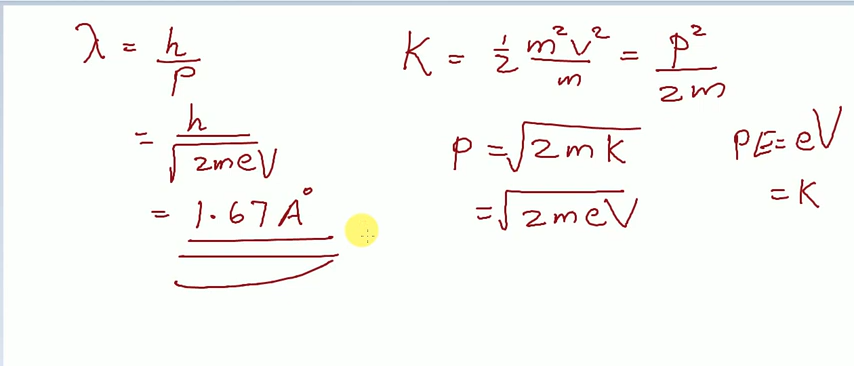 λ = h/p
= h/√2meV
= 1.67 A°
K = 1/2 m²v²/m = p²/2m
P = √2mK
= √2meV
PE = eV
= K